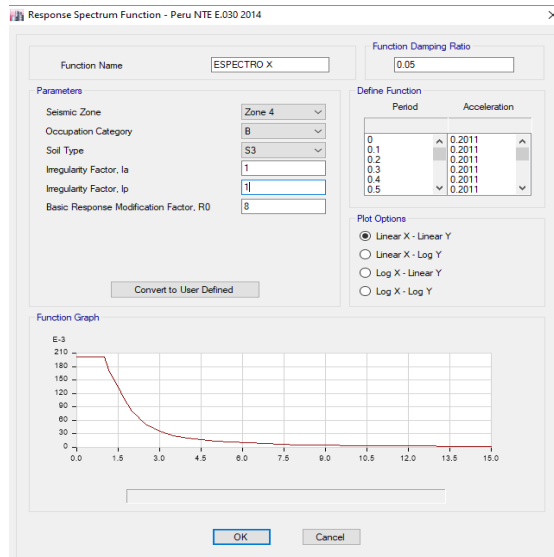 Response Spectrum Function - Peru NTE E.030 2014
Function Name
ESPECTRO X
Function Damping Ratio
0.05
Parameters
Seismic Zone
Zone 4
Occupation Category
B
Soil Type
S3
Irregularity Factor, Ia
1
Irregularity Factor, Ip
1
Basic Response Modification Factor, R0
8
Convert to User Defined
Define Function
Period Acceleration
0 0.2011
0.1 0.2011
0.2 0.2011
0.3 0.2011
0.4 0.2011
0.5 0.2011
Plot Options
Linear X - Linear Y
Linear X - Log Y
Log X - Linear Y
Log X - Log Y
Function Graph
E-3
210
180
150
120
90
60
30
0
0.0 1.5 3.0 4.5 6.0 7.5 9.0 10.5 12.0 13.5 15.0
OK Cancel